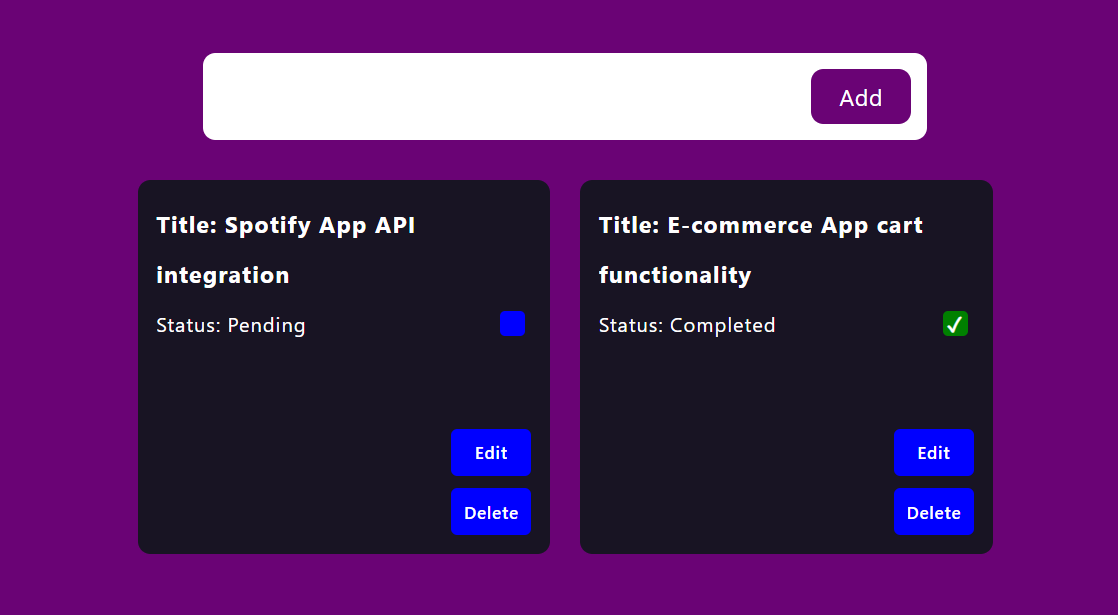 Add
Title: Spotify App API
integration
Status: Pending
Edit
Delete
Title: E-commerce App cart
functionality
Status: Completed ✓
Edit
Delete